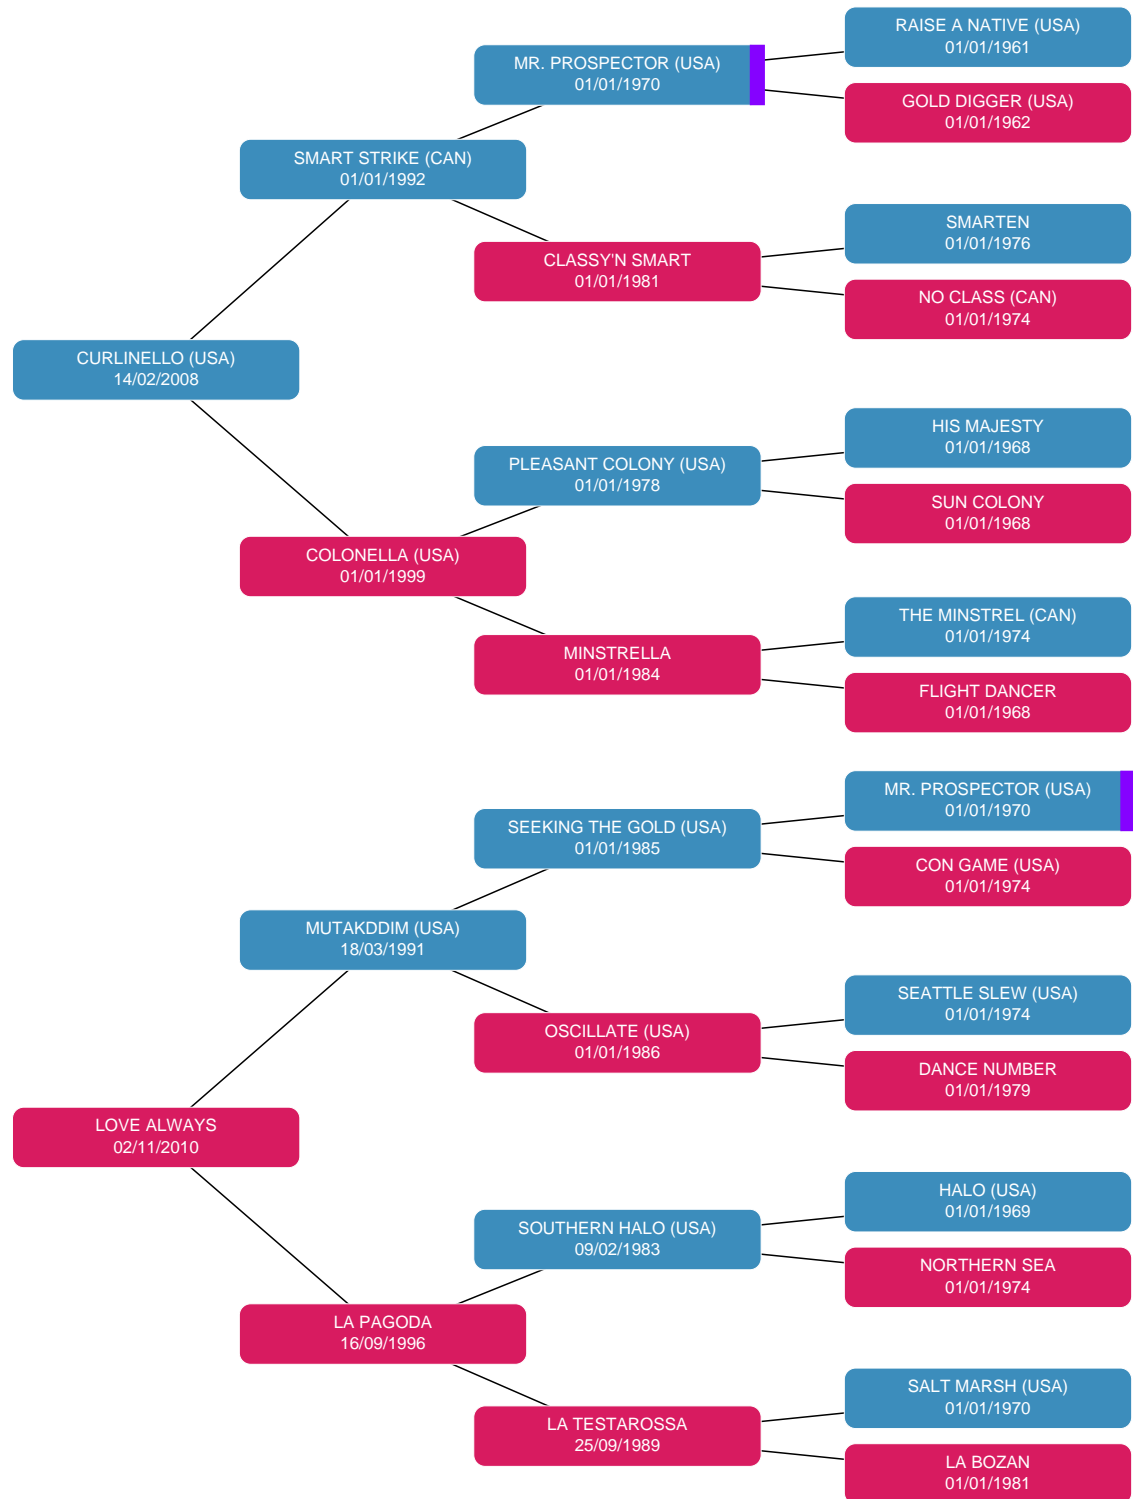 RAISE A NATIVE (USA)
01/01/1961
MR. PROSPECTOR (USA)
01/01/1970
GOLD DIGGER (USA)
01/01/1962
SMART STRIKE (CAN)
01/01/1992
SMARTEN
01/01/1976
CLASSY'N SMART
01/01/1981
NO CLASS (CAN)
01/01/1974
CURLINELLO (USA)
14/02/2008
HIS MAJESTY
01/01/1968
PLEASANT COLONY (USA)
01/01/1978
SUN COLONY
01/01/1968
COLONELLA (USA)
01/01/1999
THE MINSTREL (CAN)
01/01/1974
MINSTRELLA
01/01/1984
FLIGHT DANCER
01/01/1968
MR. PROSPECTOR (USA)
01/01/1970
SEEKING THE GOLD (USA)
01/01/1985
CON GAME (USA)
01/01/1974
MUTAKDDIM (USA)
18/03/1991
SEATTLE SLEW (USA)
01/01/1974
OSCILLATE (USA)
01/01/1986
DANCE NUMBER
01/01/1979
LOVE ALWAYS
02/11/2010
HALO (USA)
01/01/1969
SOUTHERN HALO (USA)
09/02/1983
NORTHERN SEA
01/01/1974
LA PAGODA
16/09/1996
SALT MARSH (USA)
01/01/1970
LA TESTAROSSA
25/09/1989
LA BOZAN
01/01/1981